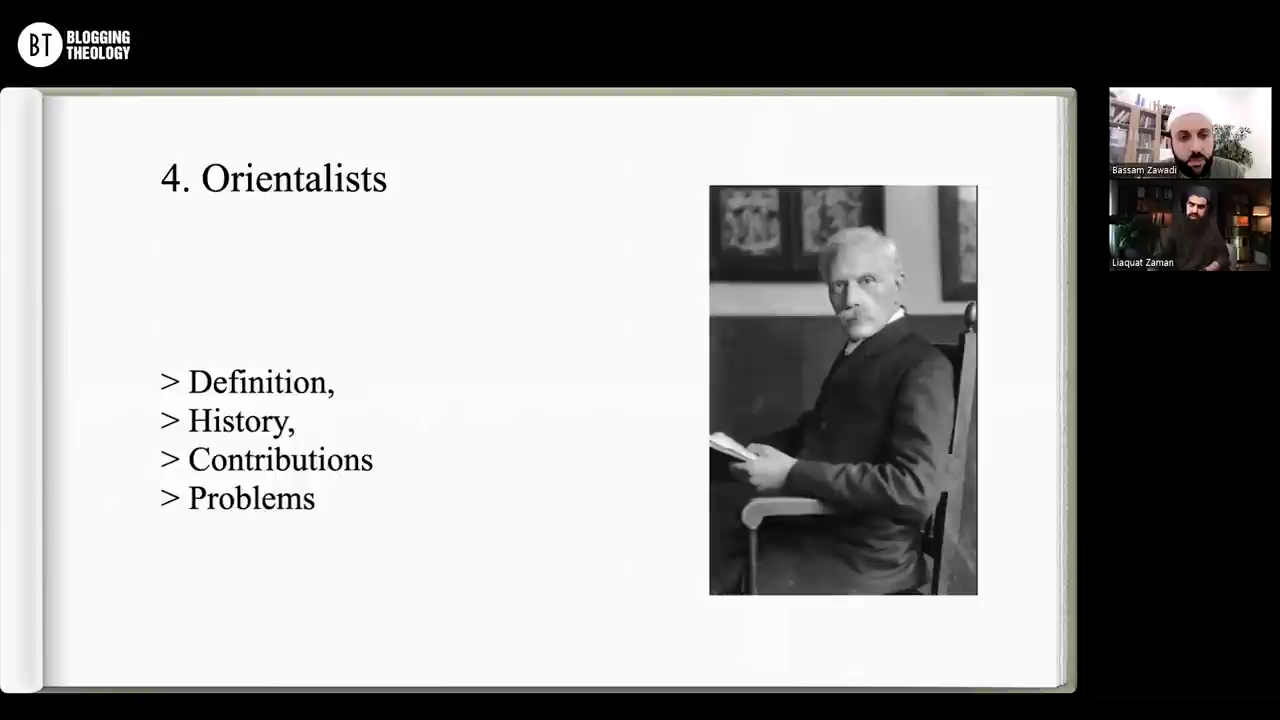 BT BLOGGING
THEOLOGY
4. Orientalists
> Definition,
> History,
> Contributions
> Problems
Bassam Zawadi
Liaquat Zaman